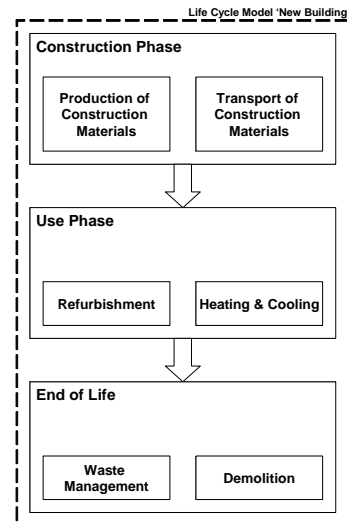 Life Cycle Model 'New Building
Construction Phase
Production of
Construction
Materials
Transport of
Construction
Materials
Use Phase
Refurbishment
Heating & Cooling
End of Life
Waste
Management
Demolition